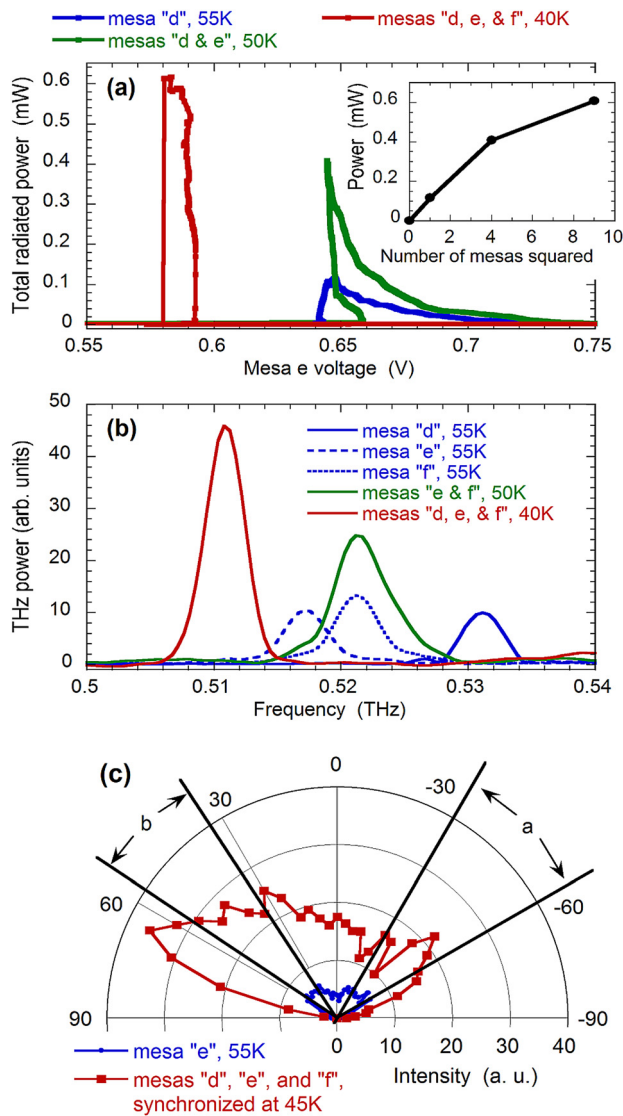 mesa "d", 55K
mesas "d, e, & f", 40K
mesas "d & e", 50K
(a)
Total radiated power (mW)
0.6
0.5
0.4
0.3
0.2
0.1
0
0.55
0.6
0.65
0.7
0.75
Mesa e voltage (V)
Power (mW)
0.8
0.4
0
0
2
4
6
8
10
Number of mesas squared
(b)
THz power (arb. units)
50
40
30
20
10
0
mesa "d", 55K
mesa "e", 55K
mesa "f", 55K
mesas "e & f", 50K
mesas "d, e, & f", 40K
0.5
0.51
0.52
0.53
0.54
Frequency (THz)
(c)
0
30
-30
b
a
60
-60
90
-90
0
10
20
30
40
mesa "e", 55K
Intensity (a. u.)
mesas "d", "e", and "f",
synchronized at 45K